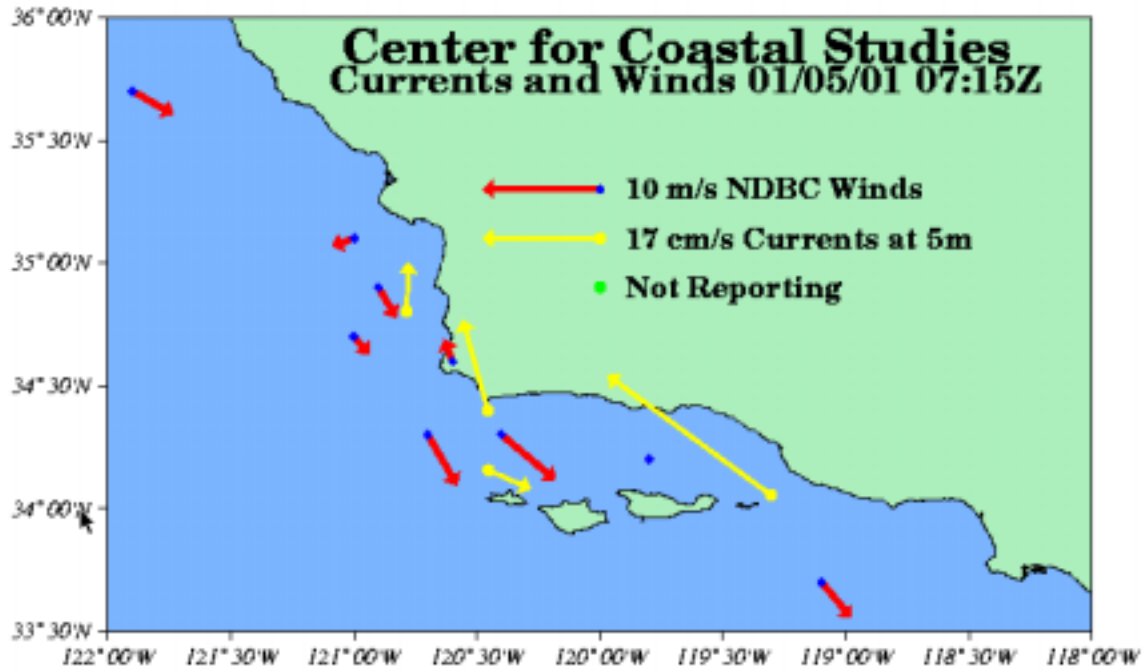 Center for Coastal Studies
Currents and Winds 01/05/01 07:15Z
36°00'N
35°30'N
35°00'N
34°30'N
34°00'N
33°30'N
10 m/s NDBC Winds
17 cm/s Currents at 5m
Not Reporting
122°00'W 121°30'W 121°00'W 120°30'W 120°00'W 119°30'W 119°00'W 118°30'W 118°00'W